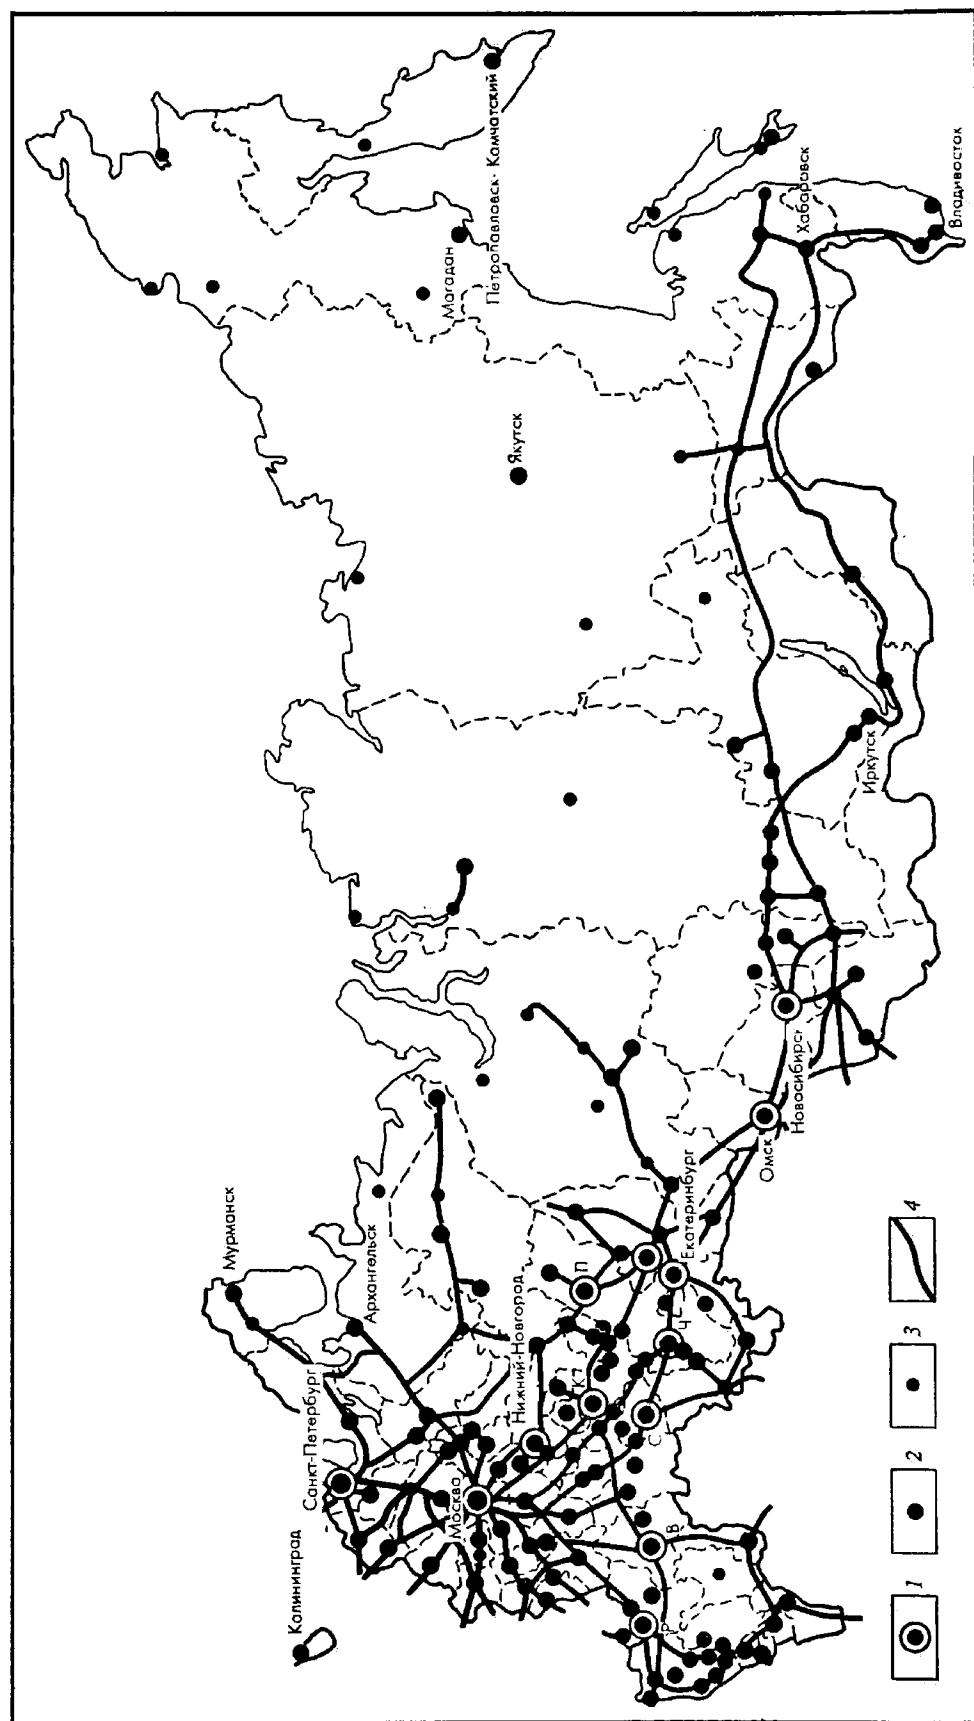 Мурманск
Санкт-Петербург
Калининград
Архангельск
Москва
Нижний-Новгород
П
К
Екатеринбург
Ч
С
В
Р
Омск
Новосибирск
Иркутск
Якутск
Магадан
Петропавловск-Камчатский
Хабаровск
Владивосток
1
2
3
4